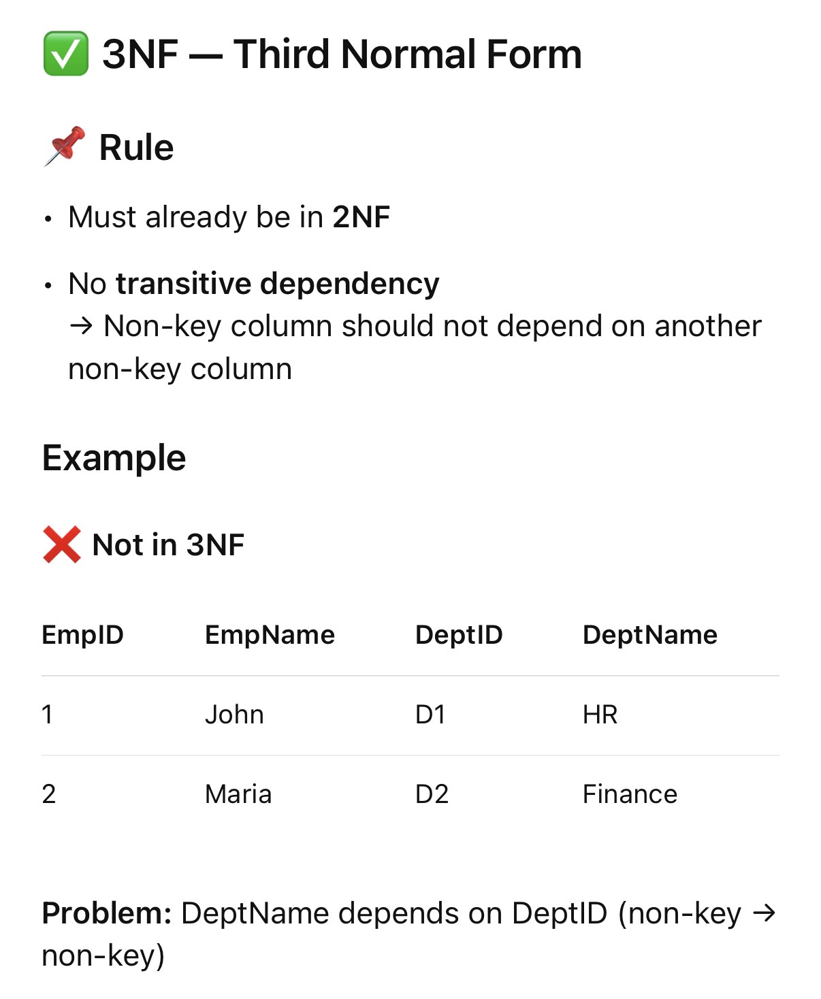 ✅ 3NF — Third Normal Form
📌 Rule
• Must already be in 2NF
• No transitive dependency
→ Non-key column should not depend on another
non-key column
Example
❌ Not in 3NF
EmpID EmpName DeptID DeptName
1 John D1 HR
2 Maria D2 Finance
Problem: DeptName depends on DeptID (non-key →
non-key)